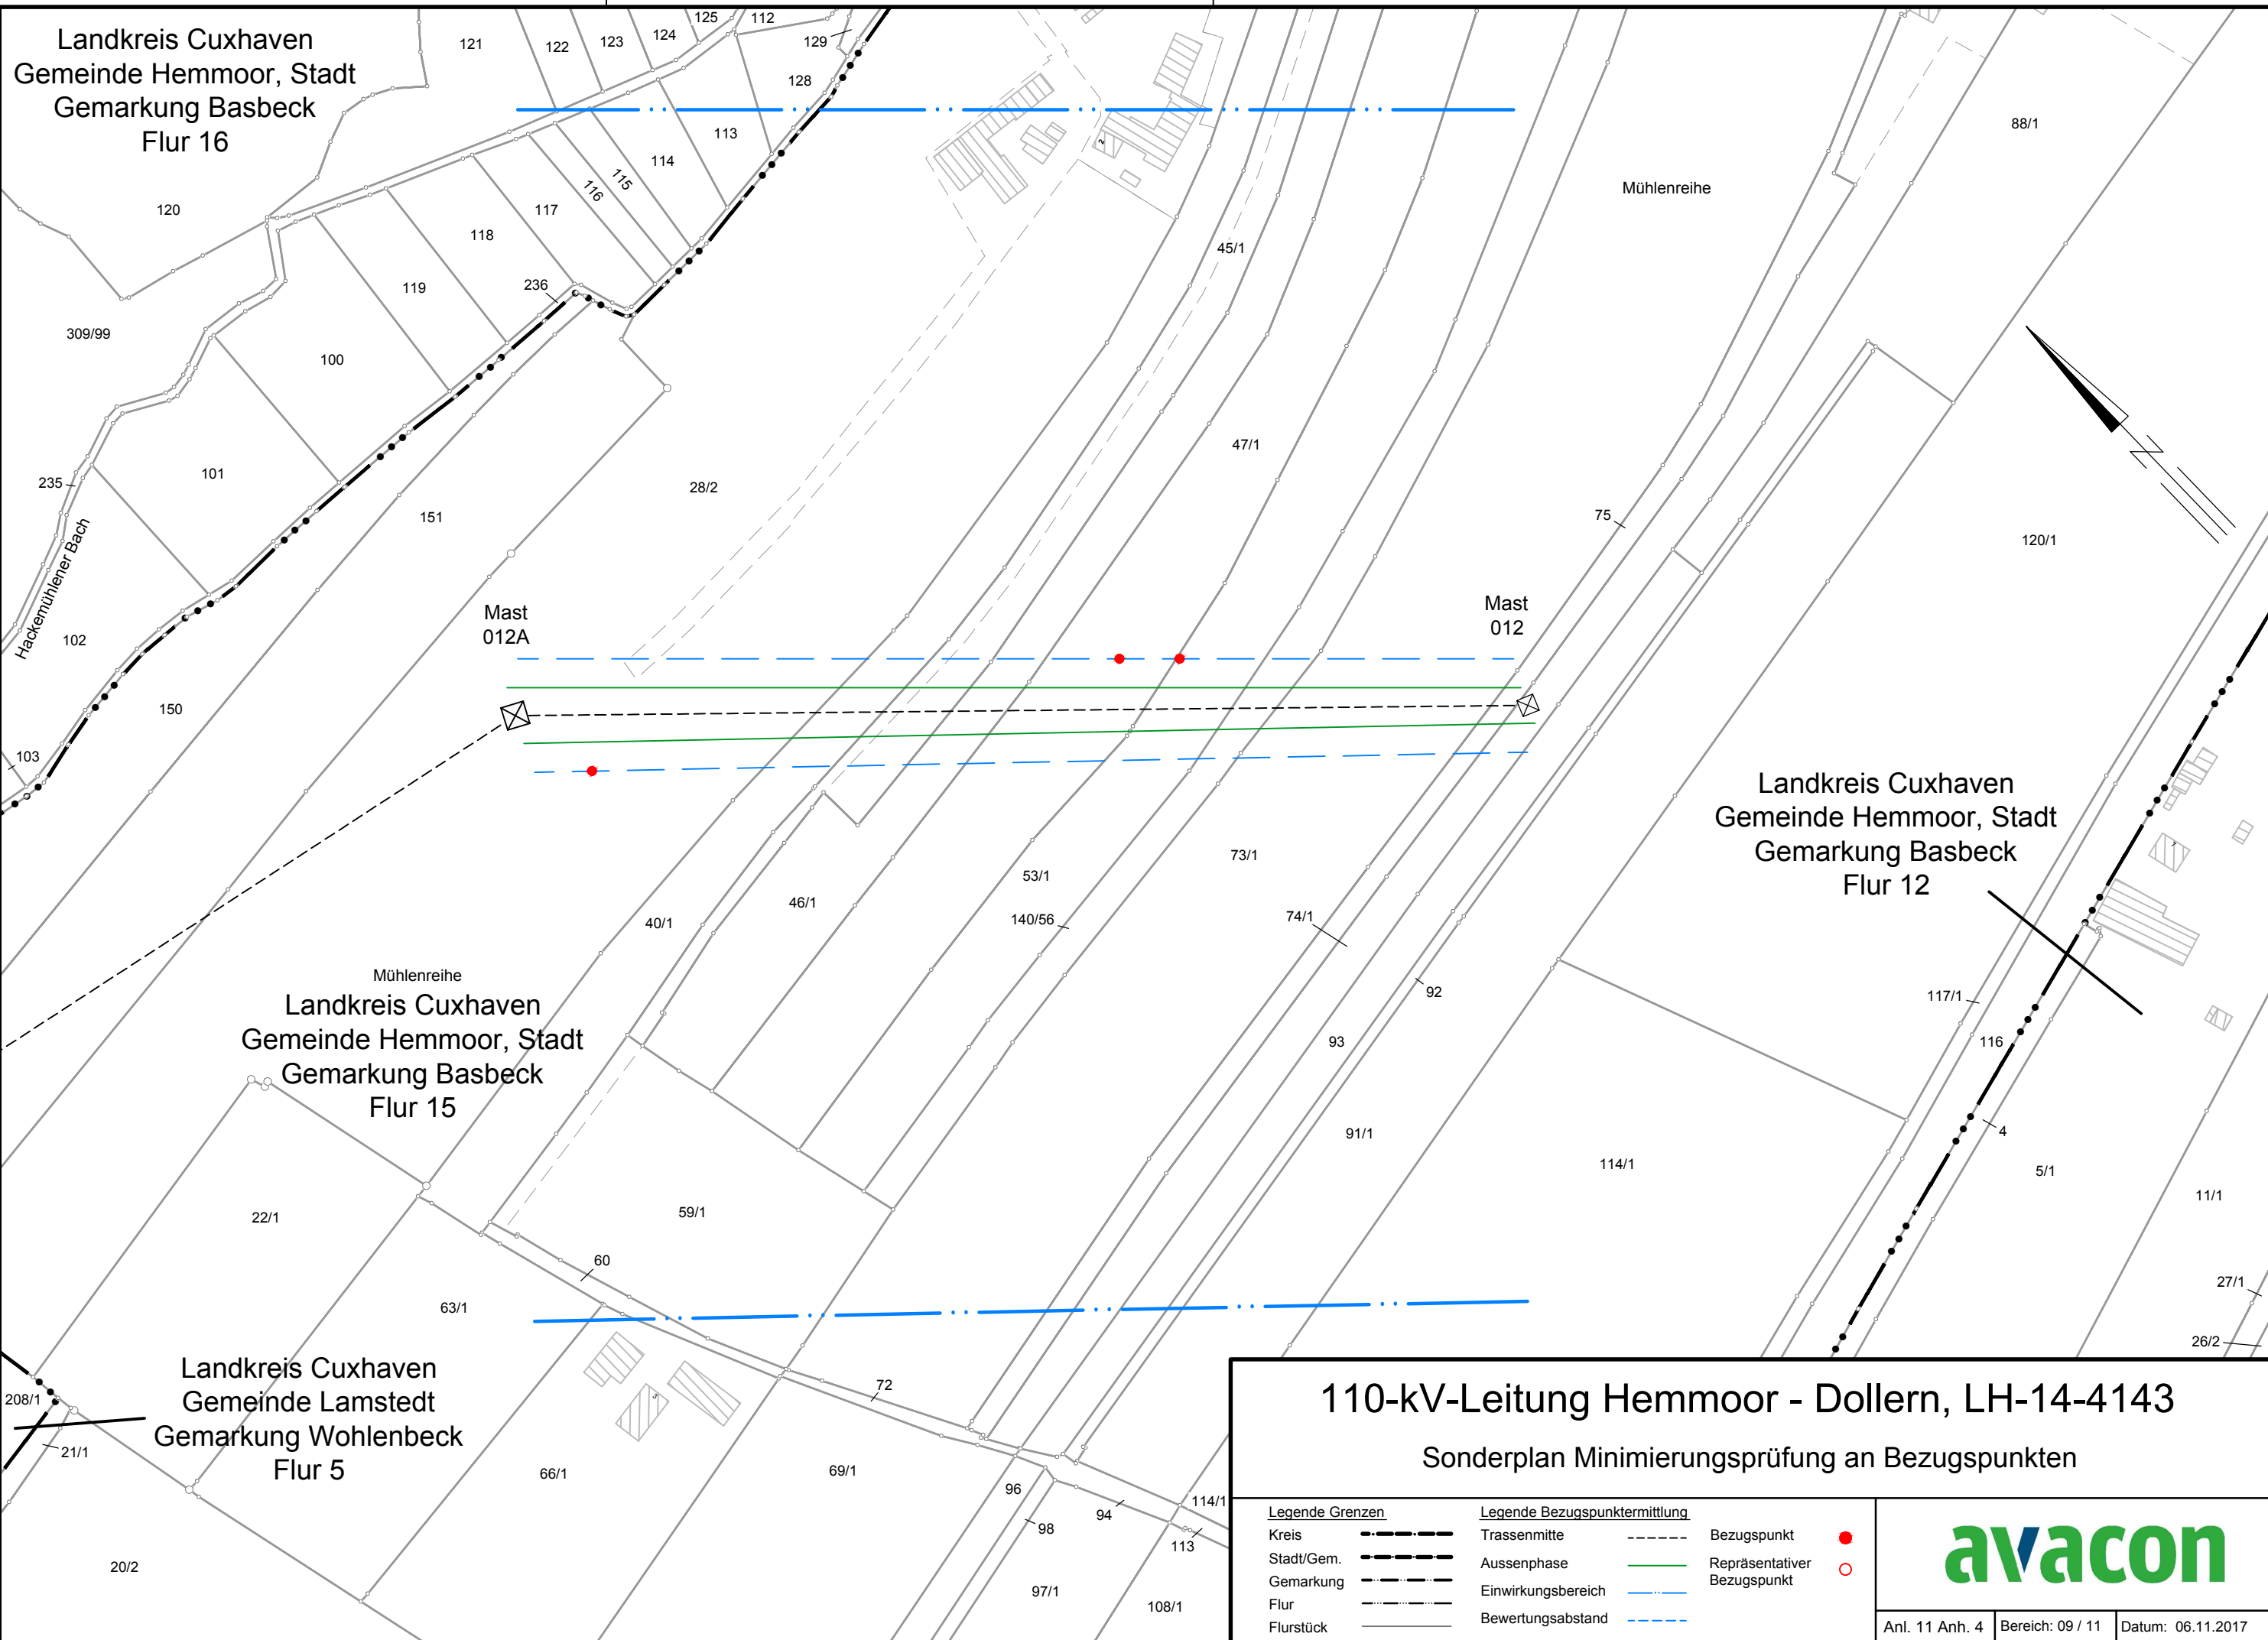 Landkreis Cuxhaven
Gemeinde Hemmoor, Stadt
Gemarkung Basbeck
Flur 16
121
122
123
124
125
112
129
128
113
114
115
116
117
118
119
120
236
309/99
100
101
235
Hackemühlener Bach
102
103
150
151
28/2
45/1
47/1
2
Mühlenreihe
88/1
75
120/1
N
Mast
012A
Mast
012
Landkreis Cuxhaven
Gemeinde Hemmoor, Stadt
Gemarkung Basbeck
Flur 12
40/1
46/1
53/1
140/56
73/1
74/1
92
93
91/1
114/1
117/1
116
4
5/1
11/1
27/1
26/2
Mühlenreihe
Landkreis Cuxhaven
Gemeinde Hemmoor, Stadt
Gemarkung Basbeck
Flur 15
22/1
59/1
60
63/1
72
208/1
21/1
Landkreis Cuxhaven
Gemeinde Lamstedt
Gemarkung Wohlenbeck
Flur 5
3
66/1
69/1
20/2
96
98
94
114/1
113
97/1
108/1
110-kV-Leitung Hemmoor - Dollern, LH-14-4143
Sonderplan Minimierungsprüfung an Bezugspunkten
Legende Grenzen
Kreis
Stadt/Gem.
Gemarkung
Flur
Flurstück
Legende Bezugspunktermittlung
Trassenmitte
Aussenphase
Einwirkungsbereich
Bewertungsabstand
Bezugspunkt
Repräsentativer
Bezugspunkt
avacon
Anl. 11 Anh. 4
Bereich: 09 / 11
Datum: 06.11.2017